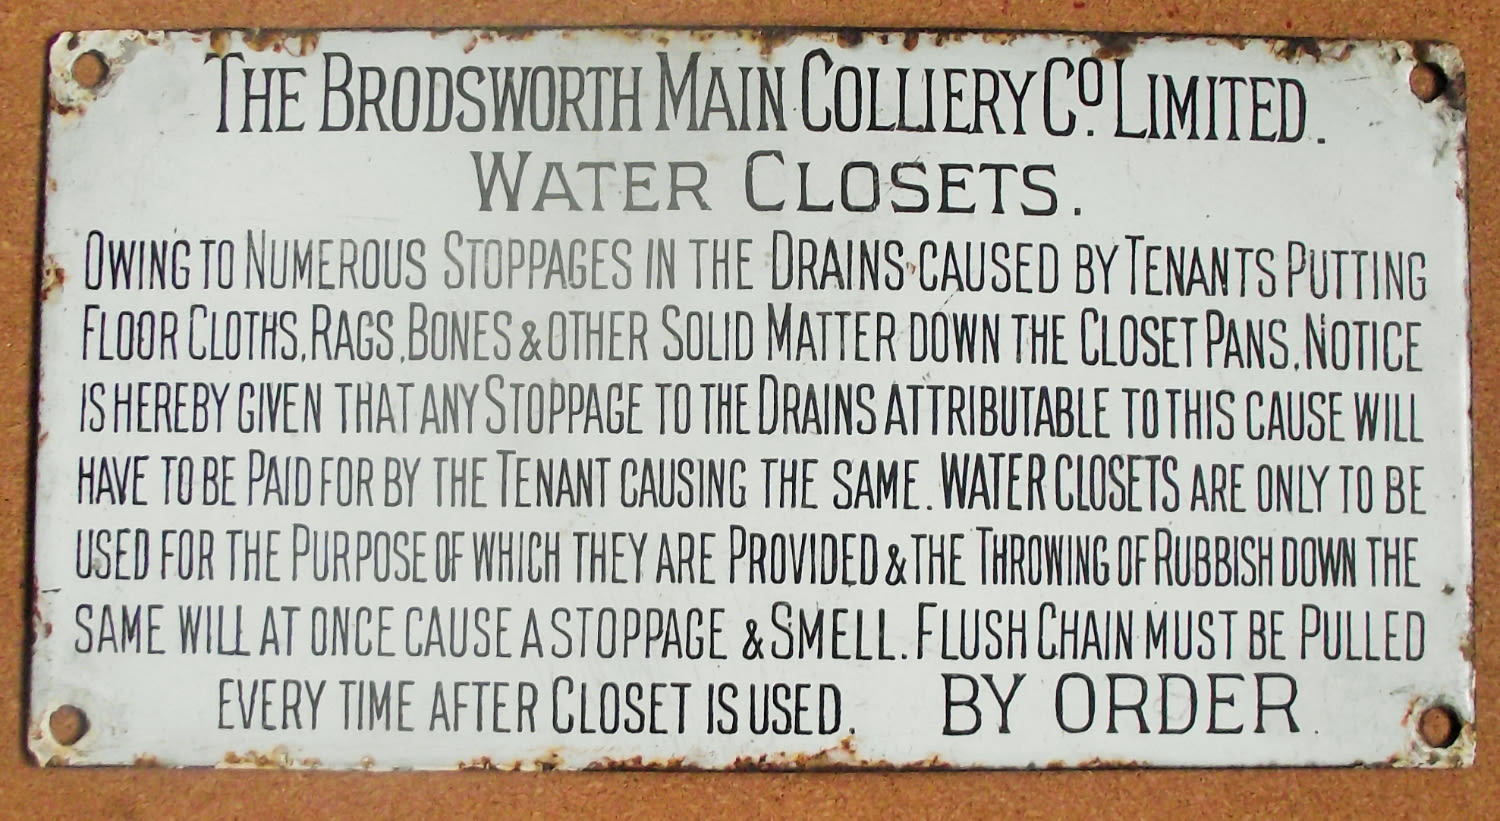 THE BRODSWORTH MAIN COLLIERY Cº. LIMITED.
WATER CLOSETS.
OWING TO NUMEROUS STOPPAGES IN THE DRAINS CAUSED BY TENANTS PUTTING
FLOOR CLOTHS, RAGS, BONES & OTHER SOLID MATTER DOWN THE CLOSET PANS, NOTICE
IS HEREBY GIVEN THAT ANY STOPPAGE TO THE DRAINS ATTRIBUTABLE TO THIS CAUSE WILL
HAVE TO BE PAID FOR BY THE TENANT CAUSING THE SAME. WATER CLOSETS ARE ONLY TO BE
USED FOR THE PURPOSE OF WHICH THEY ARE PROVIDED & THE THROWING OF RUBBISH DOWN THE
SAME WILL AT ONCE CAUSE A STOPPAGE & SMELL. FLUSH CHAIN MUST BE PULLED
EVERY TIME AFTER CLOSET IS USED. BY ORDER.